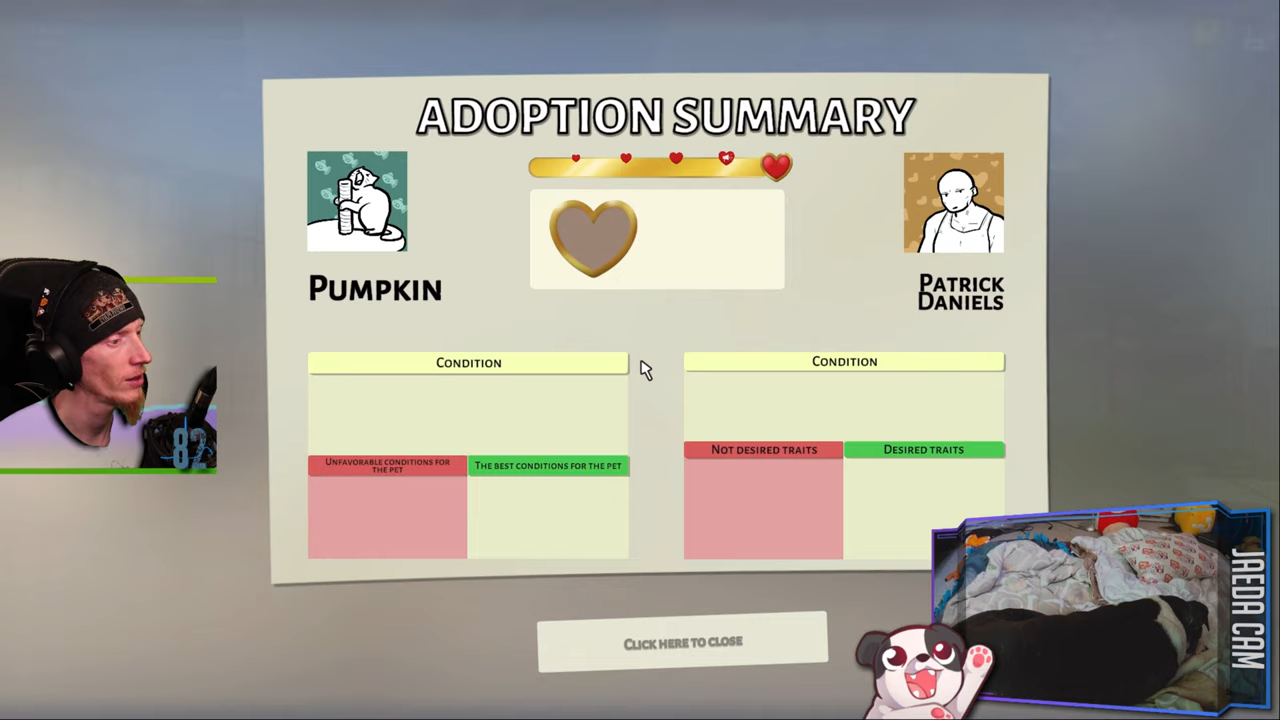 ADOPTION SUMMARY
PUMPKIN
PATRICK
DANIELS
CONDITION
UNFAVORABLE CONDITIONS FOR
THE PET
THE BEST CONDITIONS FOR THE PET
CONDITION
NOT DESIRED TRAITS
DESIRED TRAITS
CLICK HERE TO CLOSE
82
JAEDA CAM